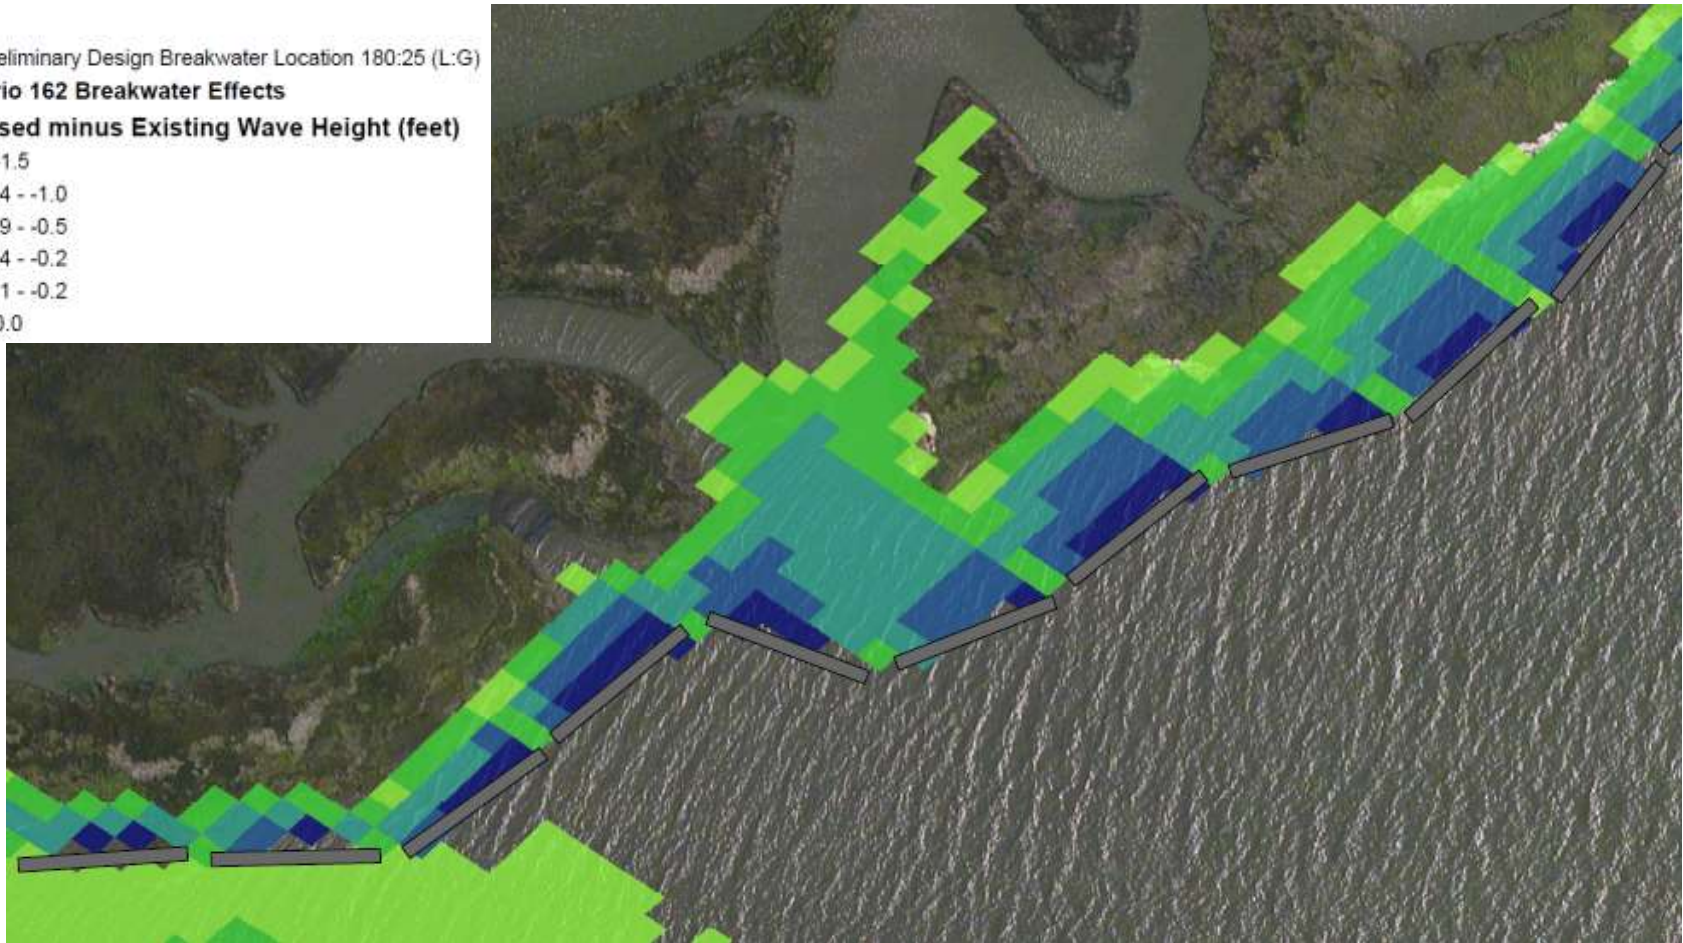 eliminary Design Breakwater Location 180:25 (L:G)
io 162 Breakwater Effects
sed minus Existing Wave Height (feet)
1.5
4 - -1.0
9 - -0.5
4 - -0.2
1 - -0.2
0.0